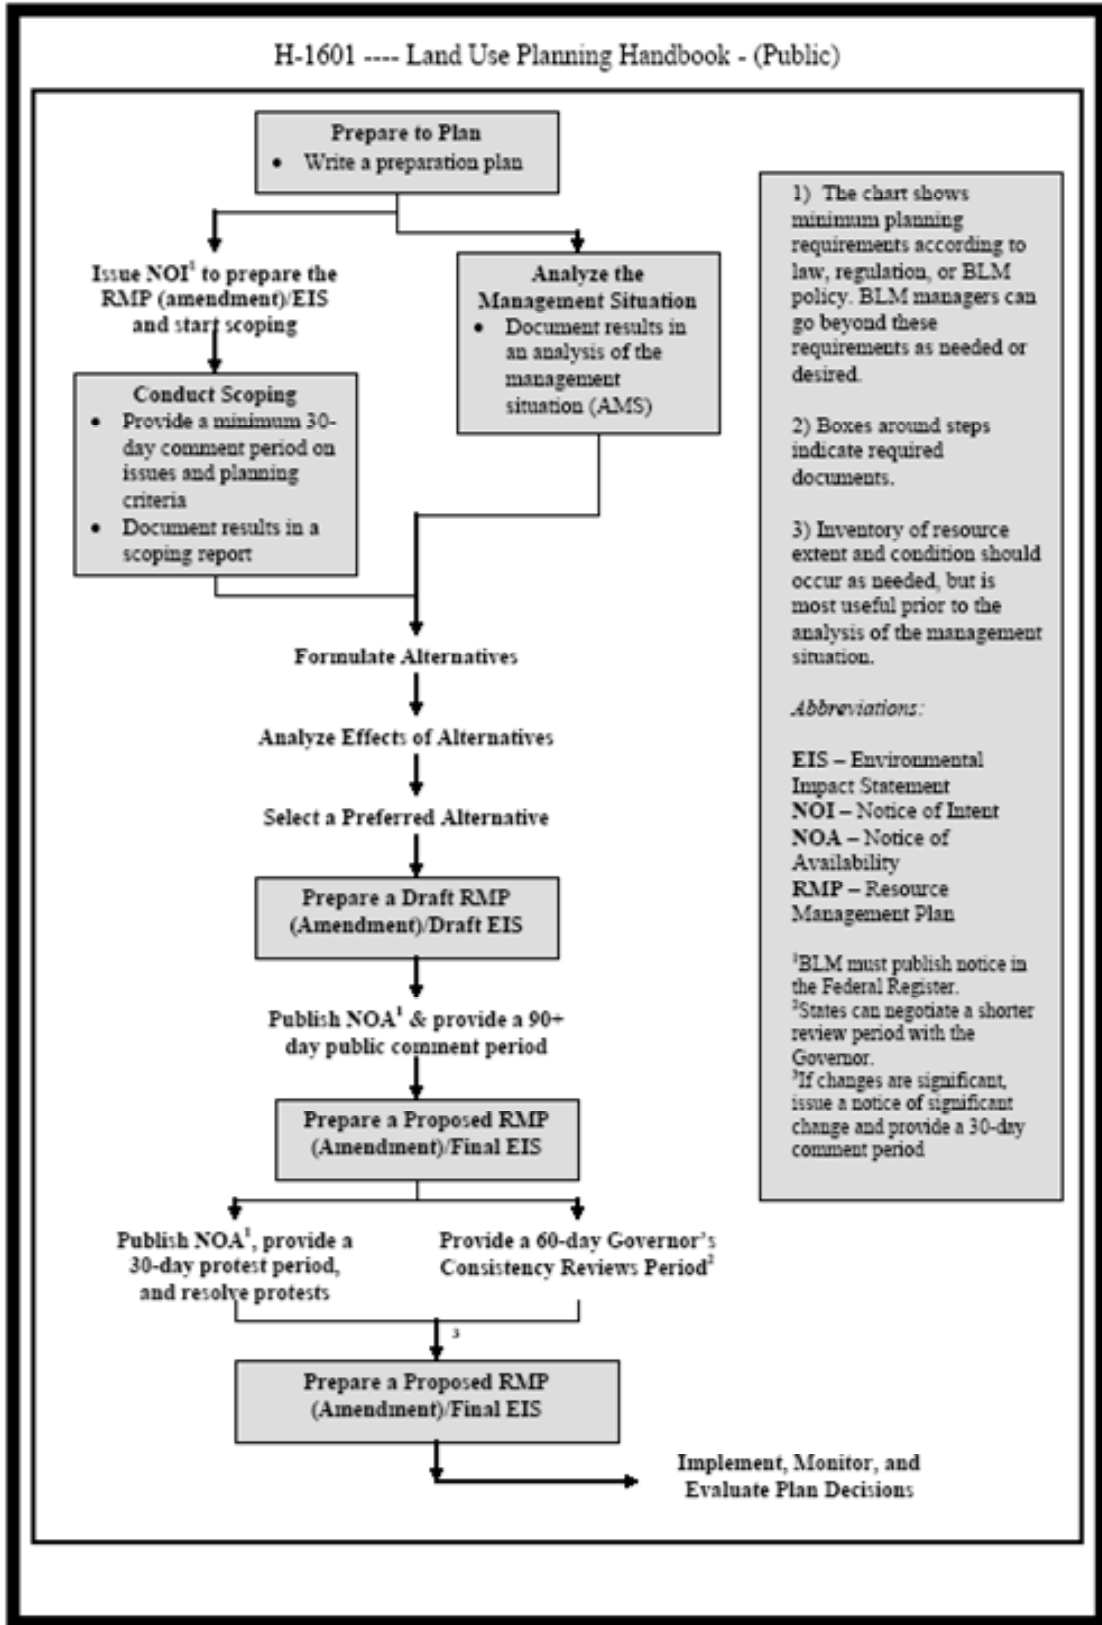 H-1601 ---- Land Use Planning Handbook - (Public)
Prepare to Plan
• Write a preparation plan
Issue NOI¹ to prepare the
RMP (amendment)/EIS
and start scoping
Analyze the
Management Situation
• Document results in
an analysis of the
management
situation (AMS)
Conduct Scoping
• Provide a minimum 30-
day comment period on
issues and planning
criteria
• Document results in a
scoping report
Formulate Alternatives
Analyze Effects of Alternatives
Select a Preferred Alternative
Prepare a Draft RMP
(Amendment)/Draft EIS
Publish NOA¹ & provide a 90+
day public comment period
Prepare a Proposed RMP
(Amendment)/Final EIS
Publish NOA¹, provide a
30-day protest period,
and resolve protests
Provide a 60-day Governor's
Consistency Reviews Period²
3
Prepare a Proposed RMP
(Amendment)/Final EIS
Implement, Monitor, and
Evaluate Plan Decisions
1) The chart shows
minimum planning
requirements according to
law, regulation, or BLM
policy. BLM managers can
go beyond these
requirements as needed or
desired.
2) Boxes around steps
indicate required
documents.
3) Inventory of resource
extent and condition should
occur as needed, but is
most useful prior to the
analysis of the management
situation.
Abbreviations:
EIS – Environmental
Impact Statement
NOI – Notice of Intent
NOA – Notice of
Availability
RMP – Resource
Management Plan
¹BLM must publish notice in
the Federal Register.
²States can negotiate a shorter
review period with the
Governor.
³If changes are significant,
issue a notice of significant
change and provide a 30-day
comment period